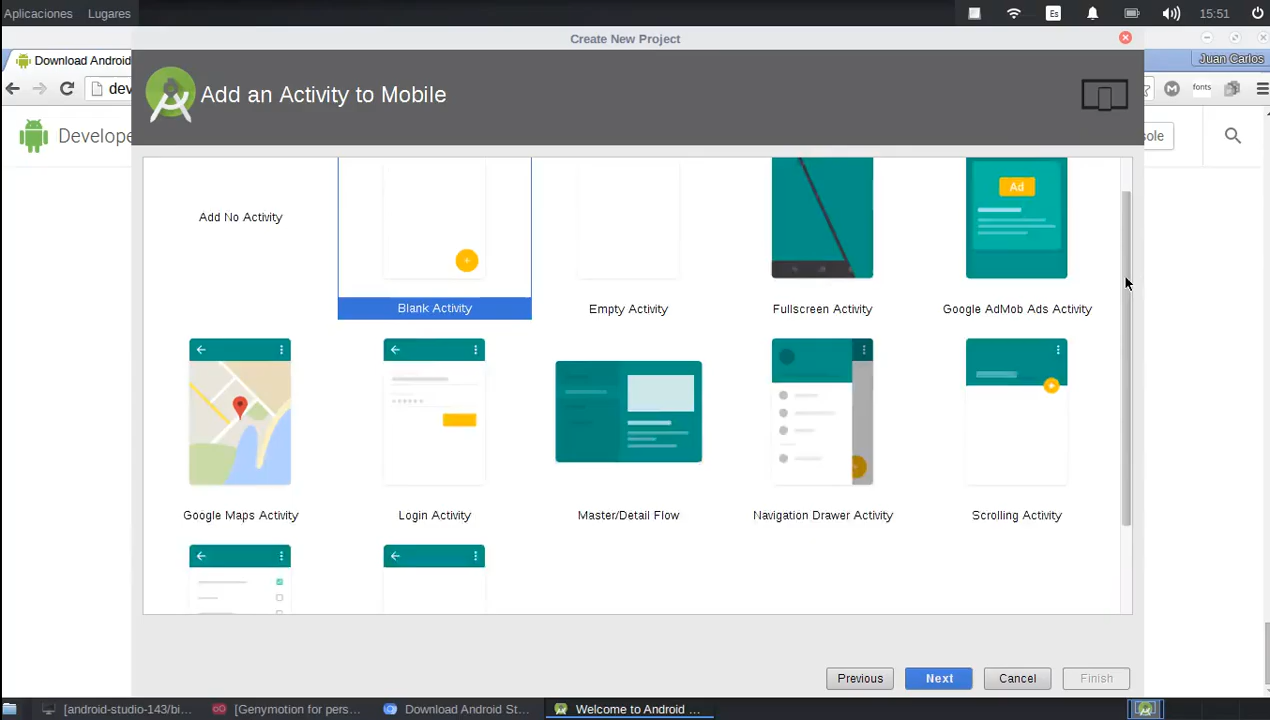 Aplicaciones Lugares Es 15:51
Create New Project
Download Android Juan Carlos
dev fonts
Develope sole
Add an Activity to Mobile
Ad
Add No Activity
Blank Activity Empty Activity Fullscreen Activity Google AdMob Ads Activity
Google Maps Activity Login Activity Master/Detail Flow Navigation Drawer Activity Scrolling Activity
Previous Next Cancel Finish
[android-studio-143/bi... [Genymotion for pers... Download Android St... Welcome to Android ...